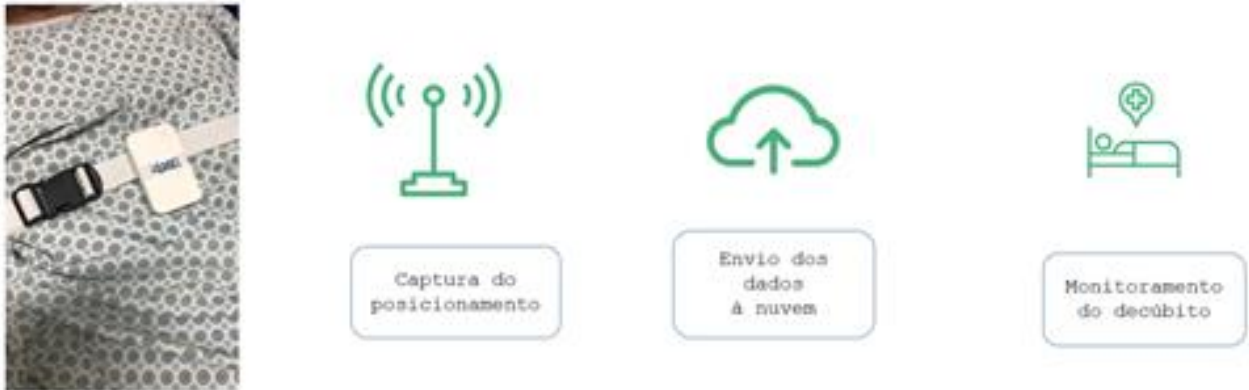 Captura do
posicionamento
Envio dos
dados
à nuvem
Monitoramento
do decúbito